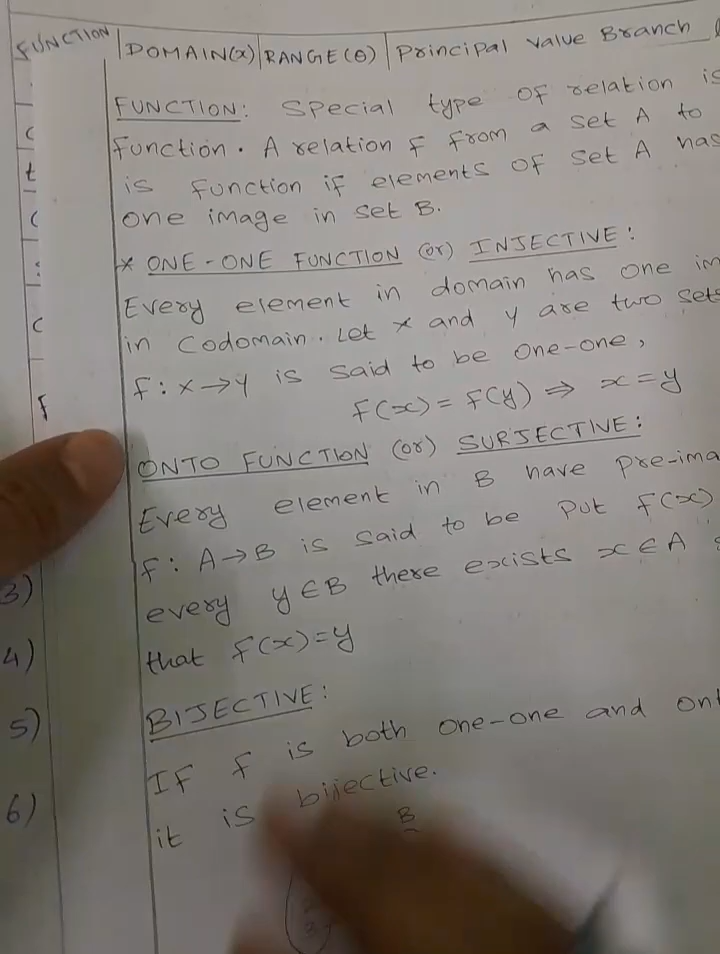 FUNCTION DOMAIN(x) RANGE(θ) Principal Value Branch
FUNCTION: Special type of relation is
function. A relation f from a set A to
is function if elements of set A has
one image in set B.
* ONE-ONE FUNCTION (or) INJECTIVE:
Every element in domain has one im
in Codomain. Let x and y are two sets
f: x→y is said to be one-one,
f(x) = f(y) ⇒ x=y
ONTO FUNCTION (or) SURJECTIVE:
Every element in B have pre-ima
f: A→B is said to be put f(x)
every y∈B there excists x∈A
that f(x)=y
BIJECTIVE:
If f is both one-one and ont
it is bijective.
B
3)
4)
5)
6)